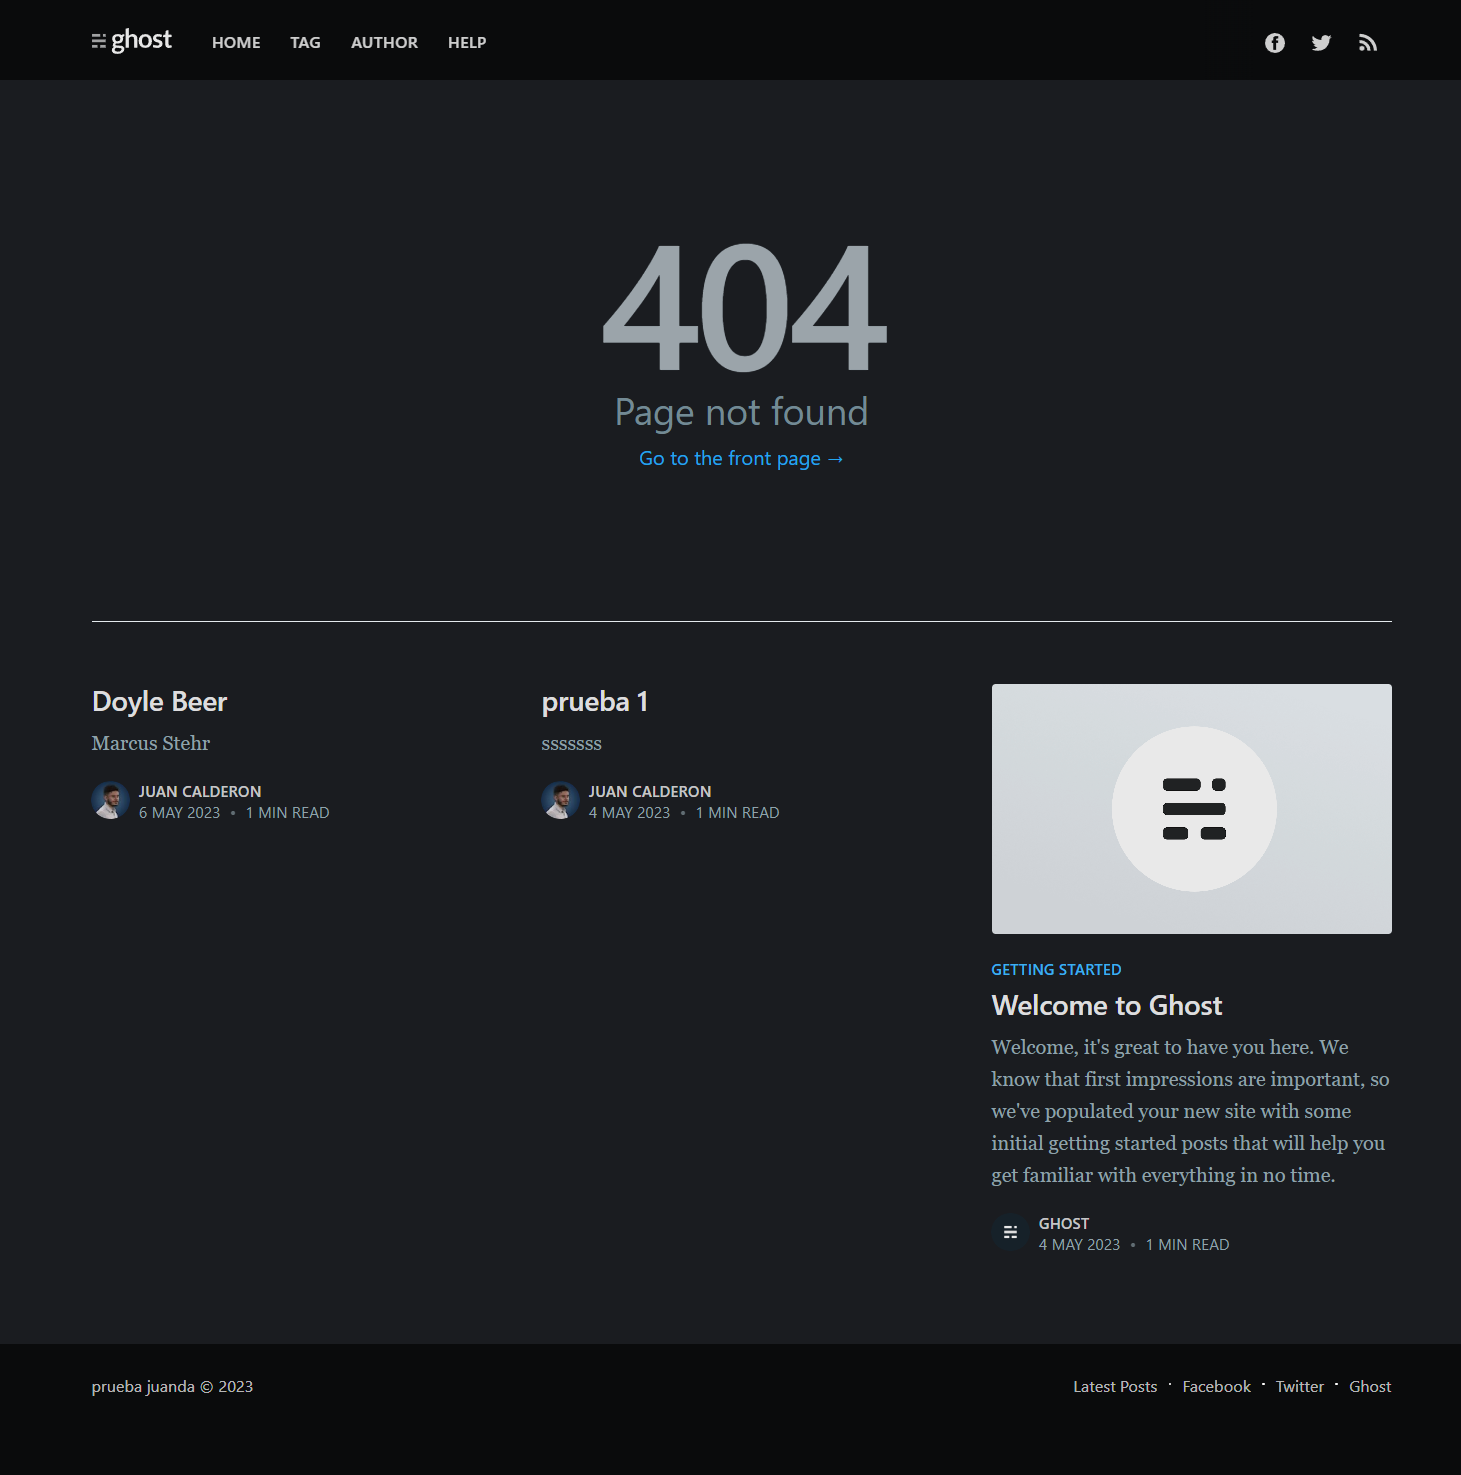 ghost HOME TAG AUTHOR HELP
404
Page not found
Go to the front page →
Doyle Beer
Marcus Stehr
JUAN CALDERON
6 MAY 2023 • 1 MIN READ
prueba 1
sssssss
JUAN CALDERON
4 MAY 2023 • 1 MIN READ
GETTING STARTED
Welcome to Ghost
Welcome, it's great to have you here. We
know that first impressions are important, so
we've populated your new site with some
initial getting started posts that will help you
get familiar with everything in no time.
GHOST
4 MAY 2023 • 1 MIN READ
prueba juanda © 2023
Latest Posts · Facebook · Twitter · Ghost